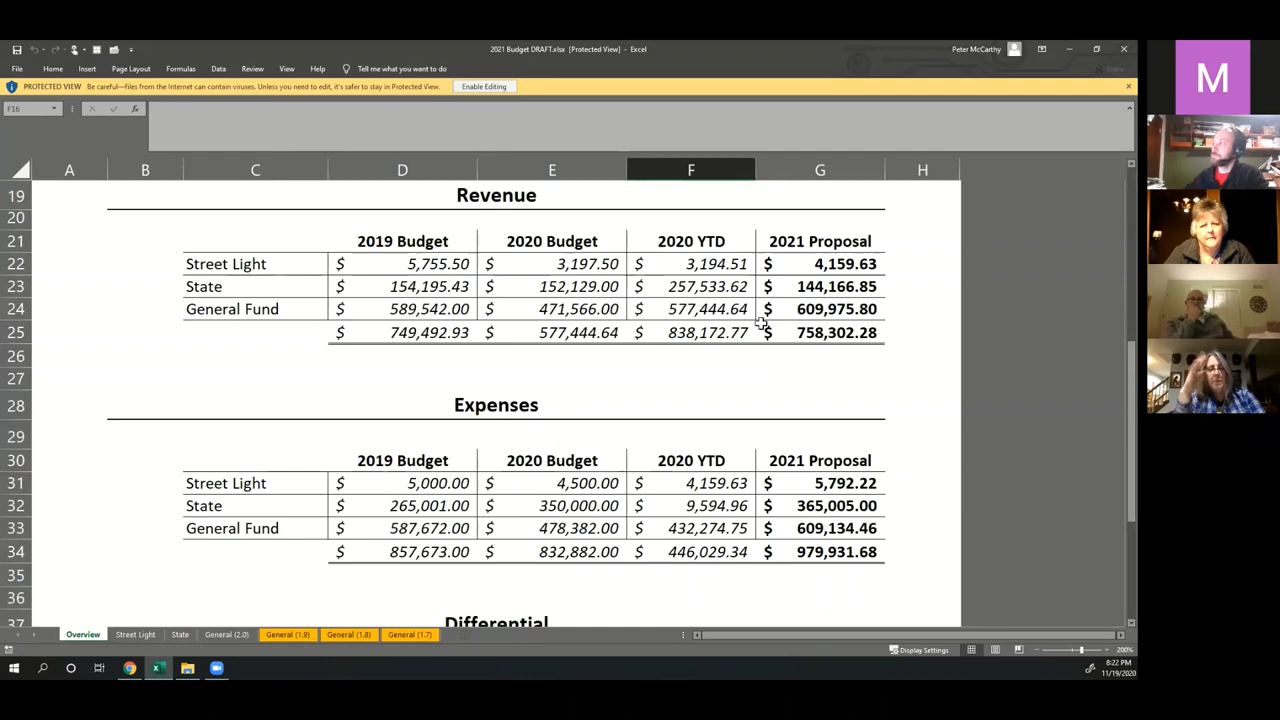 2021 Budget DRAFT.xlsx [Protected View] - Excel
Peter McCarthy
File Home Insert Page Layout Formulas Data Review View Help Tell me what you want to do Share
PROTECTED VIEW Be careful—files from the Internet can contain viruses. Unless you need to edit, it's safer to stay in Protected View. Enable Editing
F16 fx
A B C D E F G H
19 Revenue
20
21 2019 Budget 2020 Budget 2020 YTD 2021 Proposal
22 Street Light $ 5,755.50 $ 3,197.50 $ 3,194.51 $ 4,159.63
23 State $ 154,195.43 $ 152,129.00 $ 257,533.62 $ 144,166.85
24 General Fund $ 589,542.00 $ 471,566.00 $ 577,444.64 $ 609,975.80
25 $ 749,492.93 $ 577,444.64 $ 838,172.77 $ 758,302.28
26
27
28 Expenses
29
30 2019 Budget 2020 Budget 2020 YTD 2021 Proposal
31 Street Light $ 5,000.00 $ 4,500.00 $ 4,159.63 $ 5,792.22
32 State $ 265,001.00 $ 350,000.00 $ 9,594.96 $ 365,005.00
33 General Fund $ 587,672.00 $ 478,382.00 $ 432,274.75 $ 609,134.46
34 $ 857,673.00 $ 832,882.00 $ 446,029.34 $ 979,931.68
35
36
37 Differential
Overview Street Light State General (2.0) General (1.9) General (1.8) General (1.7)
Display Settings 200%
8:22 PM
11/19/2020
M